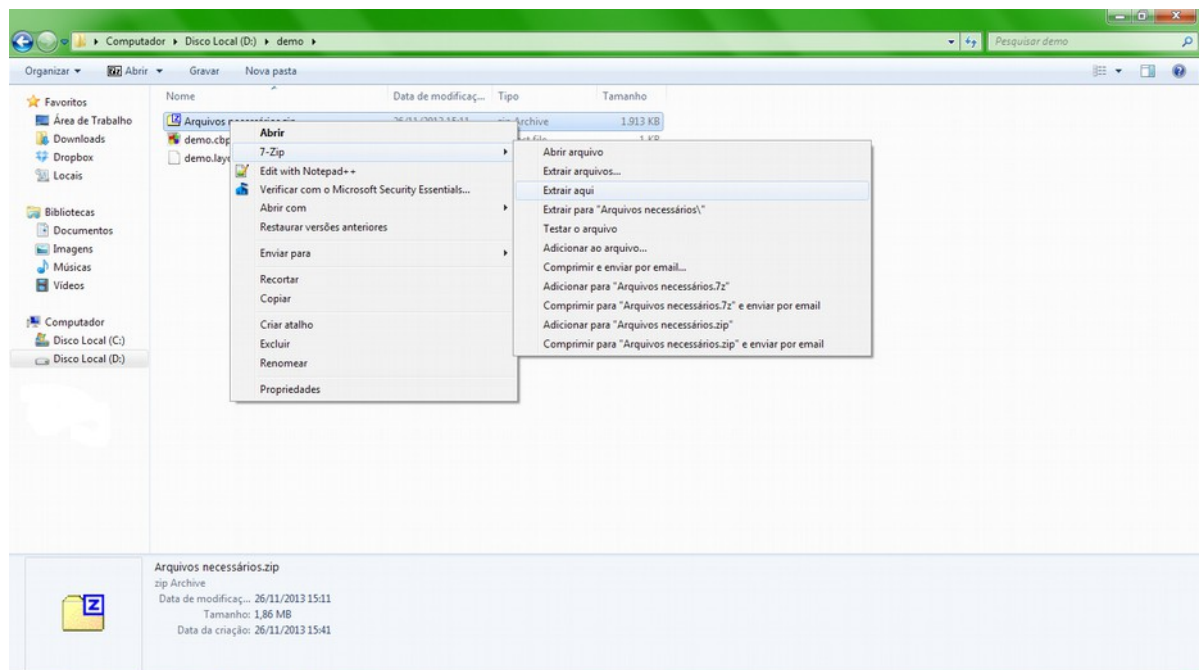 Computador Disco Local (D:) demo
Pesquisar demo
Organizar Abrir Gravar Nova pasta
Nome Data de modificaç... Tipo Tamanho
Favoritos
Área de Trabalho
Downloads
Dropbox
Locais
Bibliotecas
Documentos
Imagens
Músicas
Vídeos
Computador
Disco Local (C:)
Disco Local (D:)
Arquivos necessários.zip 26/11/2013 15:11 zip Archive 1.913 KB
demo.cbp 1 KB
demo.lay
Abrir
7-Zip
Edit with Notepad++
Verificar com o Microsoft Security Essentials...
Abrir com
Restaurar versões anteriores
Enviar para
Recortar
Copiar
Criar atalho
Excluir
Renomear
Propriedades
Abrir arquivo
Extrair arquivos...
Extrair aqui
Extrair para "Arquivos necessários\"
Testar o arquivo
Adicionar ao arquivo...
Comprimir e enviar por email...
Adicionar para "Arquivos necessários.7z"
Comprimir para "Arquivos necessários.7z" e enviar por email
Adicionar para "Arquivos necessários.zip"
Comprimir para "Arquivos necessários.zip" e enviar por email
Arquivos necessários.zip
zip Archive
Data de modificaç... 26/11/2013 15:11
Tamanho: 1,86 MB
Data da criação: 26/11/2013 15:41